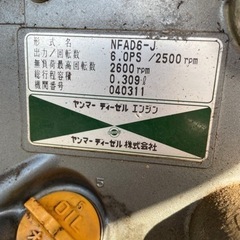 形式名 NFAD6-J
出力/回転数 6.0PS/2500rpm
無負荷最高回転数 2600rpm
総行程容積 0.309ℓ
機関番号 040311
ヤンマーディーゼルエンジン
ヤンマーディーゼル株式会社
5
OIL